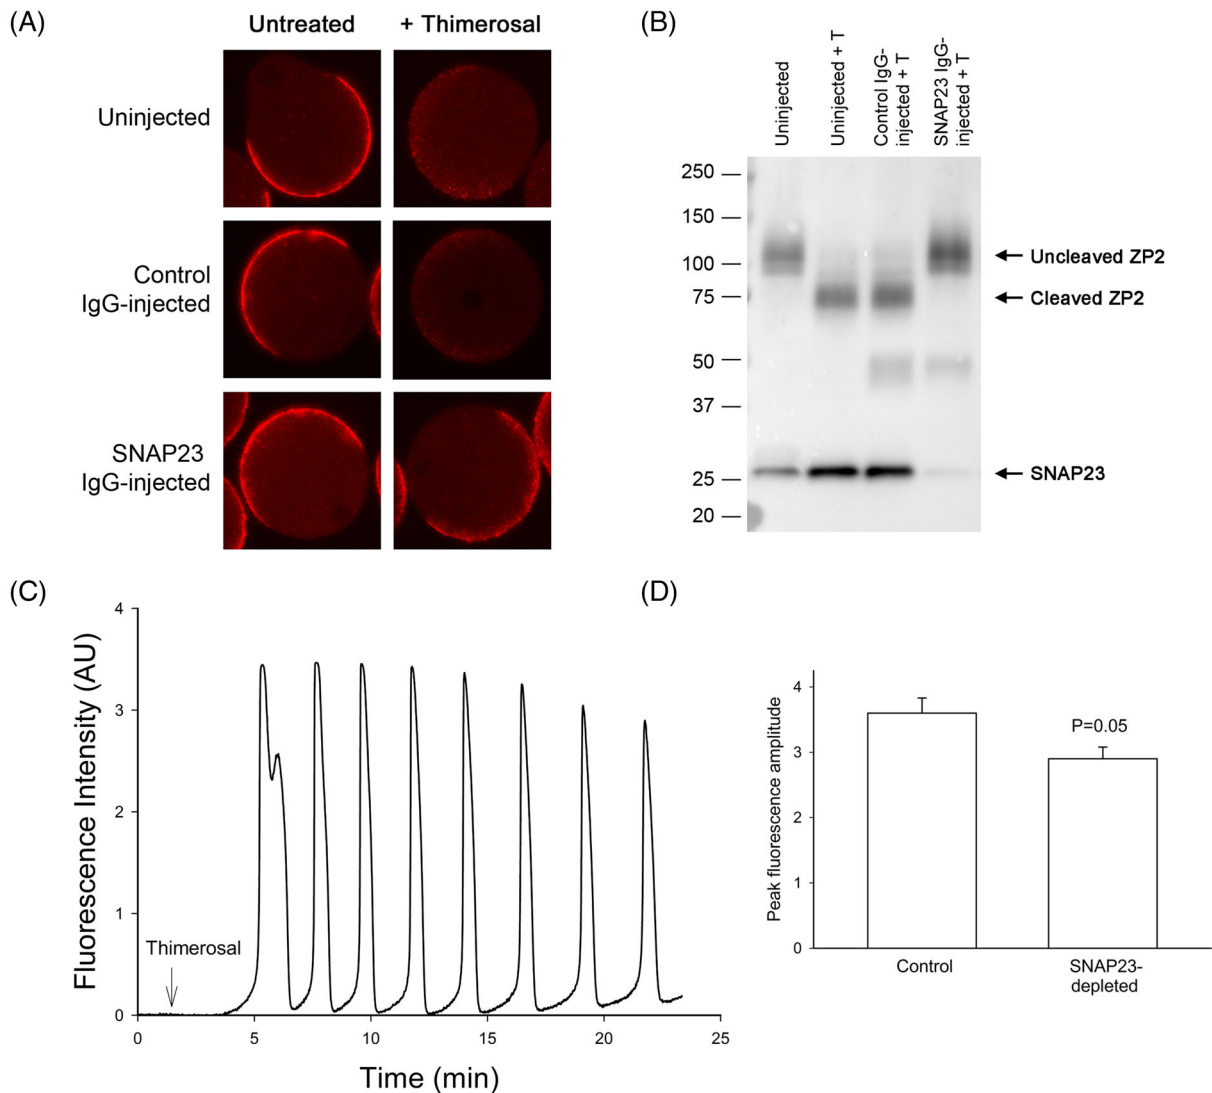 (A)
Untreated
+ Thimerosal
Uninjected
Control
IgG-injected
SNAP23
IgG-injected
(B)
Uninjected
Uninjected + T
Control IgG-
injected + T
SNAP23 IgG-
injected + T
250
150
100
75
50
37
25
20
Uncleaved ZP2
Cleaved ZP2
SNAP23
(C)
Fluorescence Intensity (AU)
4
3
2
1
0
Thimerosal
0
5
10
15
20
25
Time (min)
(D)
Peak fluorescence amplitude
4
3
2
1
0
P=0.05
Control
SNAP23-
depleted